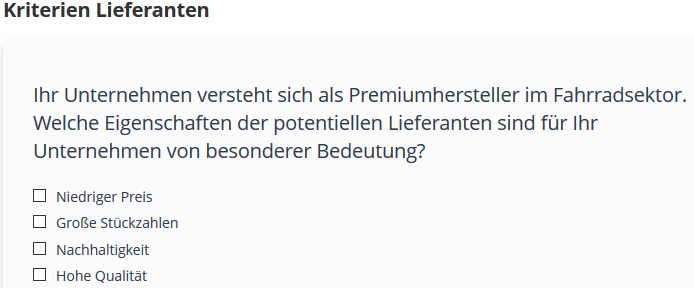 Kriterien Lieferanten
Ihr Unternehmen versteht sich als Premiumhersteller im Fahrradsektor.
Welche Eigenschaften der potentiellen Lieferanten sind für Ihr
Unternehmen von besonderer Bedeutung?
Niedriger Preis
Große Stückzahlen
Nachhaltigkeit
Hohe Qualität